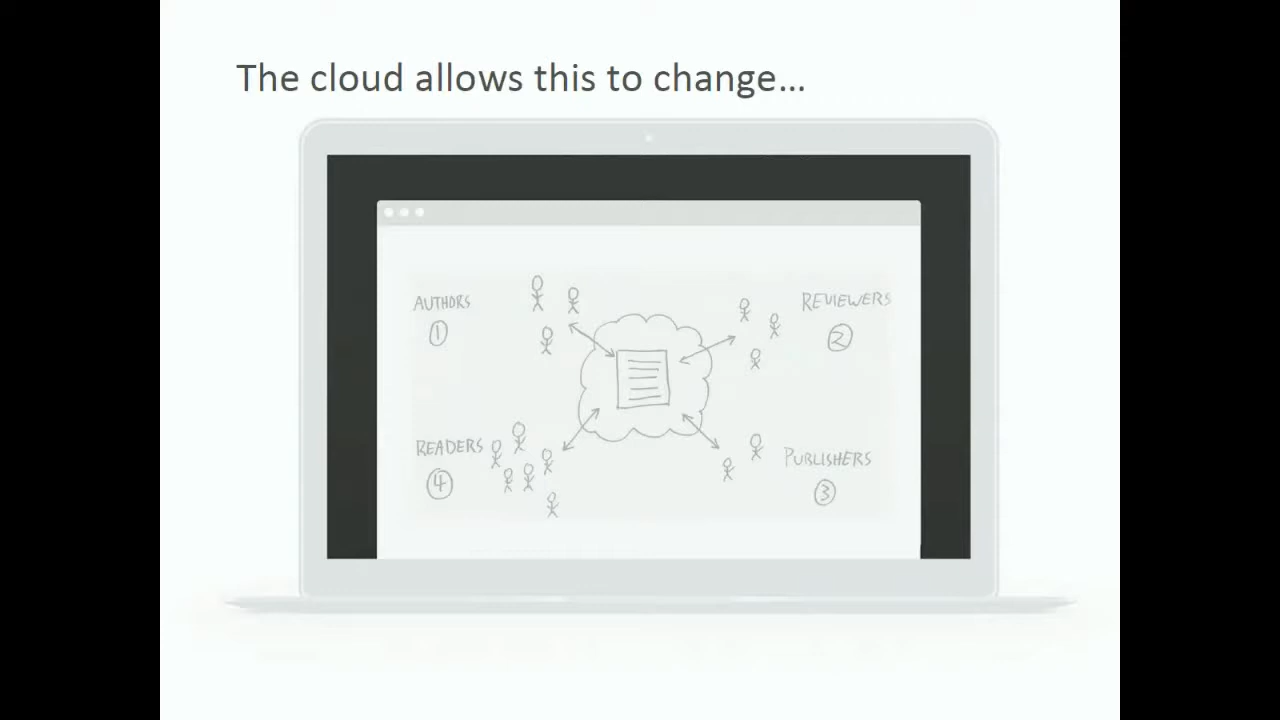 The cloud allows this to change...
AUTHORS
1
REVIEWERS
2
READERS
4
PUBLISHERS
3